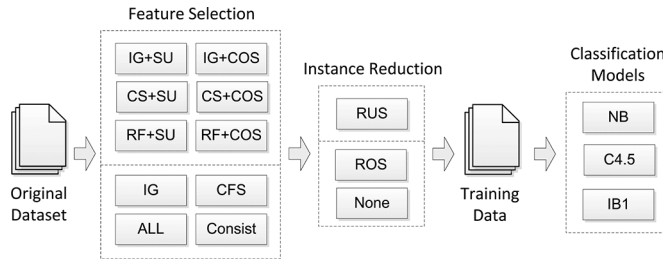 Feature Selection
IG+SU IG+COS
CS+SU CS+COS
RF+SU RF+COS
IG CFS
ALL Consist
Instance Reduction
RUS
ROS
None
Classification
Models
NB
C4.5
IB1
Original
Dataset
Training
Data